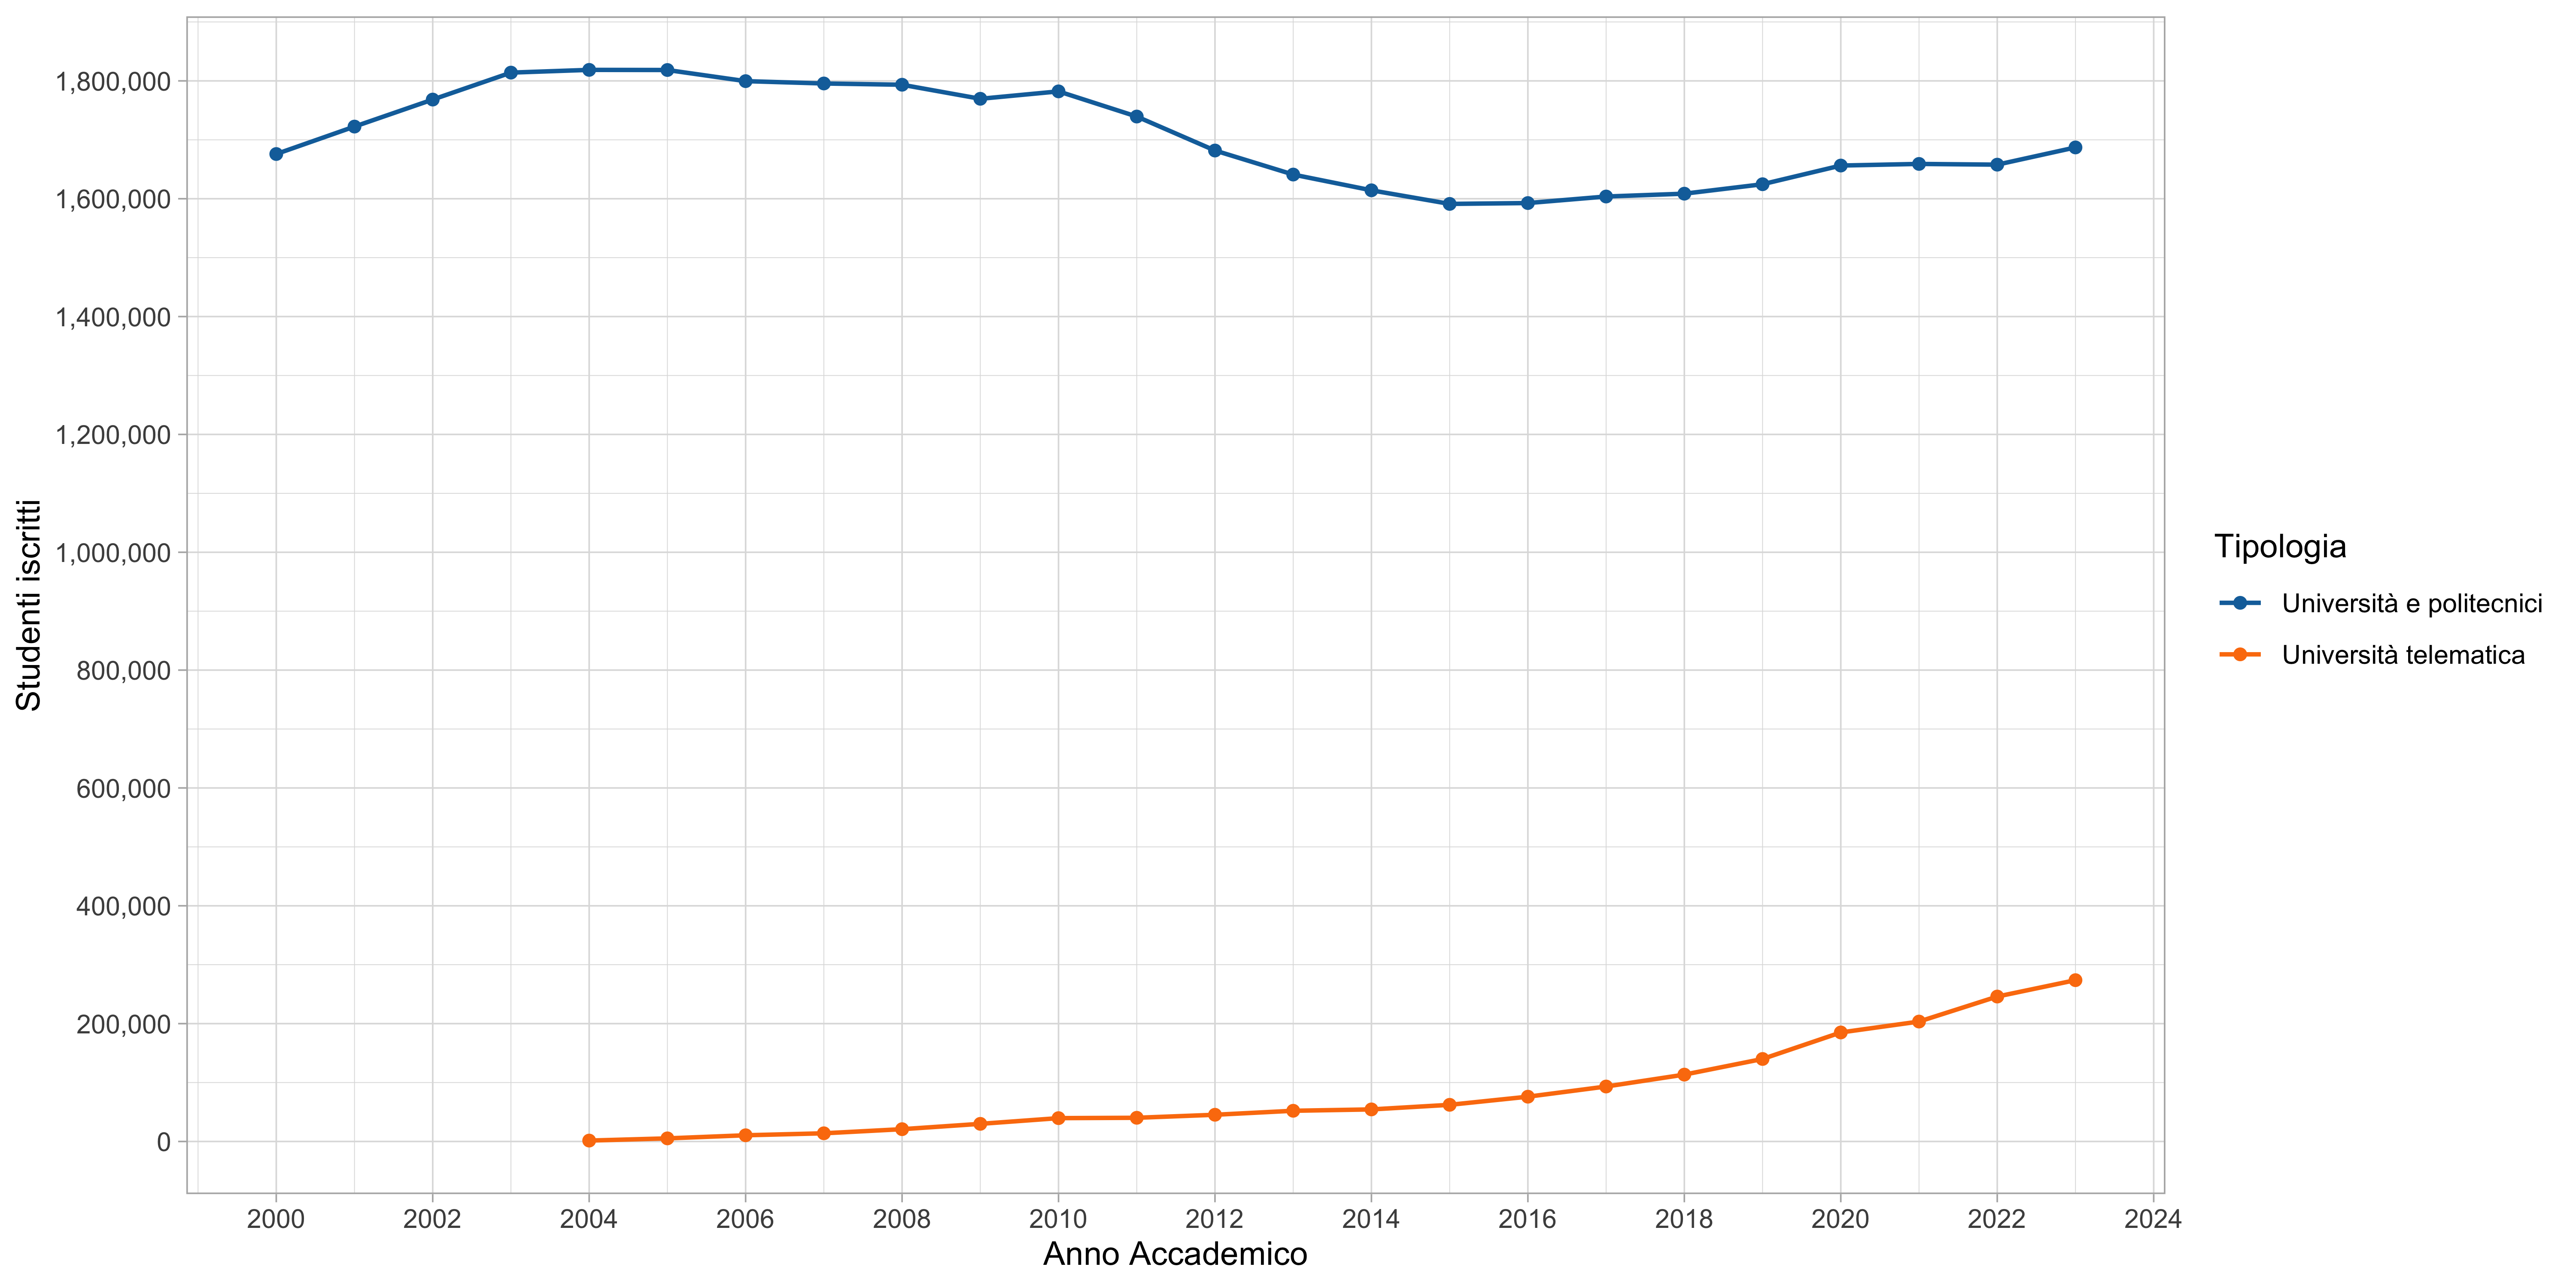 Studenti iscritti
1,800,000
1,600,000
1,400,000
1,200,000
1,000,000
800,000
600,000
400,000
200,000
0
2000 2002 2004 2006 2008 2010 2012 2014 2016 2018 2020 2022 2024
Anno Accademico
Tipologia
Università e politecnici
Università telematica